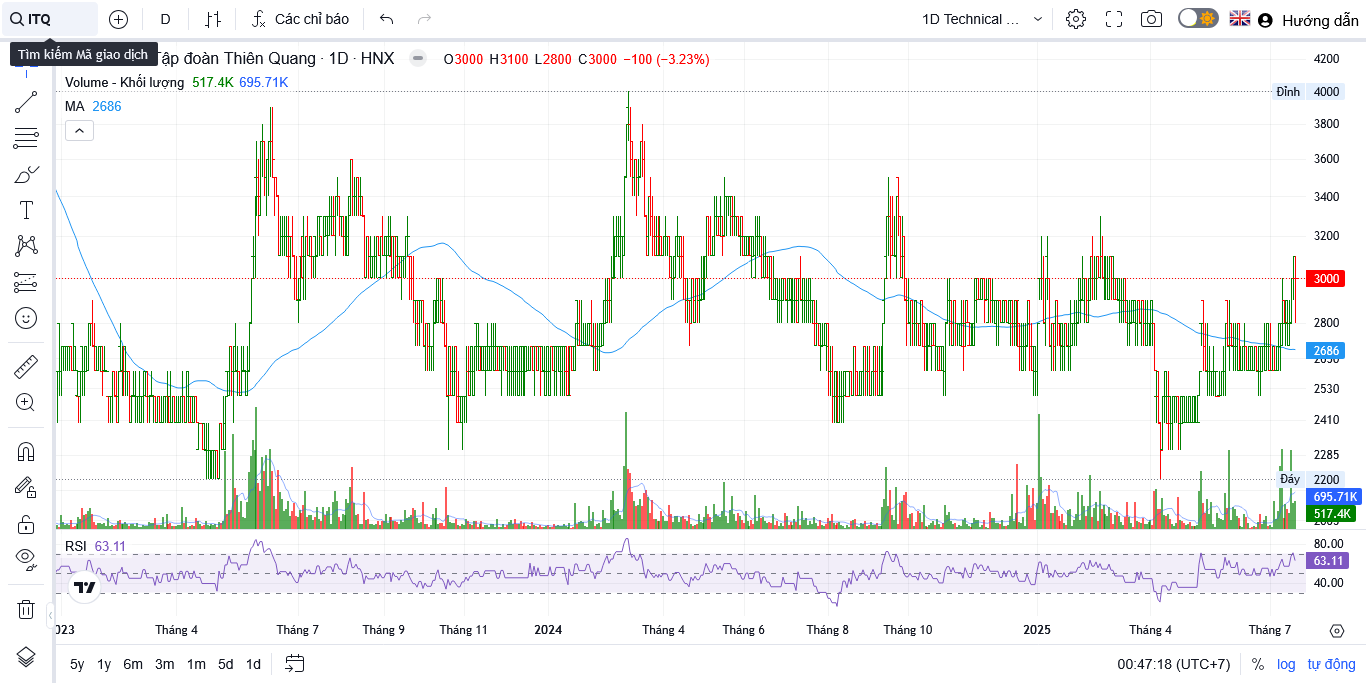 ITQ D Các chỉ báo 1D Technical ... Hướng dẫn
Tìm kiếm Mã giao dịch
Tập đoàn Thiên Quang · 1D · HNX O3000 H3100 L2800 C3000 −100 (−3.23%)
Volume - Khối lượng 517.4K 695.71K
MA 2686
4200
Đỉnh 4000
3800
3600
3400
3200
3000
2800
2686
2530
2410
2285
Đáy 2200
695.71K
517.4K
RSI 63.11
80.00
63.11
40.00
023 Tháng 4 Tháng 7 Tháng 9 Tháng 11 2024 Tháng 4 Tháng 6 Tháng 8 Tháng 10 2025 Tháng 4 Tháng 7
5y 1y 6m 3m 1m 5d 1d 00:47:18 (UTC+7) % log tự động